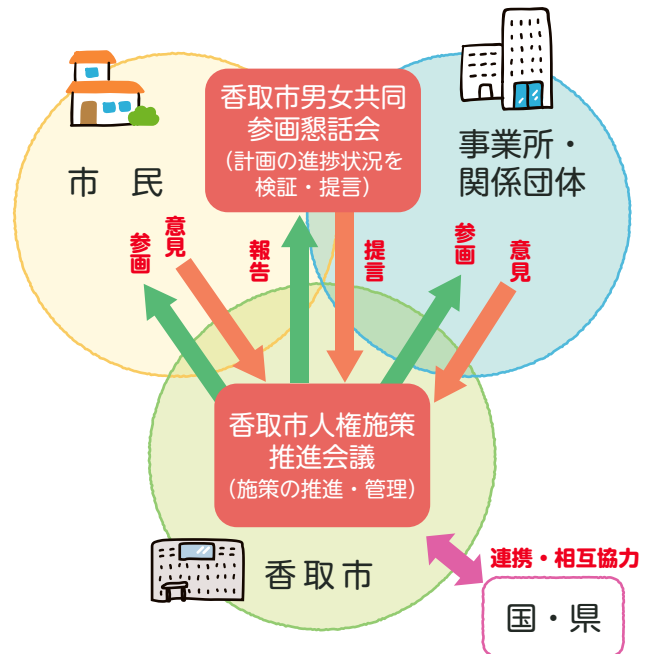 香取市男女共同
参画懇話会
（計画の進捗状況を
検証・提言）
市　民
事業所・
関係団体
参画
意見
報告
提言
参画
意見
香取市人権施策
推進会議
（施策の推進・管理）
香取市
連携・相互協力
国・県